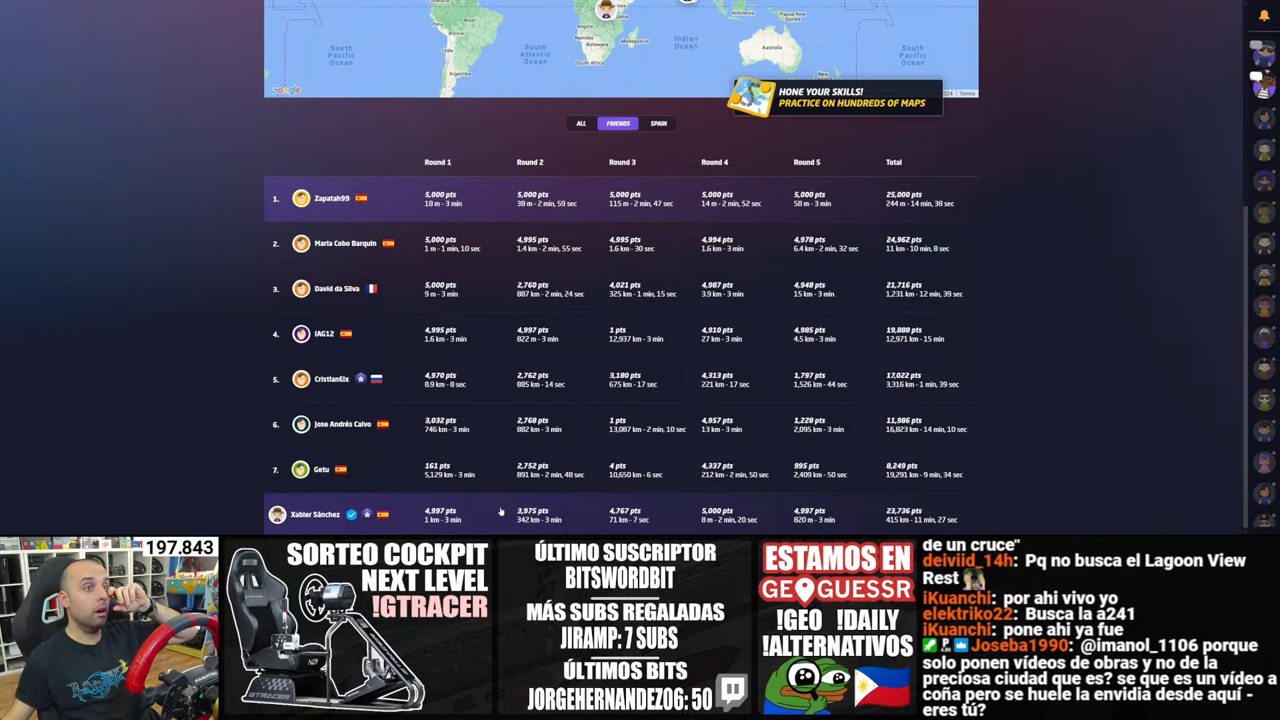 South
Pacific
Ocean
Brazil
Bolivia
Chile
Argentina
South
Atlantic
Ocean
Angola
Tanzania
Namibia
Botswana
Madagascar
South Africa
Indian
Ocean
Indonesia
Papua New
Guinea
Australia
New
South
Pacific
Ocean
Google
Terms
HONE YOUR SKILLS!
PRACTICE ON HUNDREDS OF MAPS
ALL FRIENDS SPAIN
Round 1 Round 2 Round 3 Round 4 Round 5 Total
1. Zapatah99 5,000 pts 5,000 pts 5,000 pts 5,000 pts 5,000 pts 25,000 pts
18 m - 3 min 38 m - 2 min, 59 sec 115 m - 2 min, 47 sec 14 m - 2 min, 52 sec 58 m - 3 min 244 m - 14 min, 38 sec
2. María Cobo Barquín 5,000 pts 4,995 pts 4,995 pts 4,994 pts 4,978 pts 24,962 pts
1 m - 1 min, 10 sec 1.4 km - 2 min, 55 sec 1.6 km - 30 sec 1.6 km - 3 min 6.4 km - 2 min, 32 sec 11 km - 10 min, 8 sec
3. David da Silva 5,000 pts 2,760 pts 4,021 pts 4,987 pts 4,948 pts 21,716 pts
9 m - 3 min 887 km - 2 min, 24 sec 325 km - 1 min, 15 sec 3.9 km - 3 min 15 km - 3 min 1,231 km - 12 min, 39 sec
4. IAG12 4,995 pts 4,997 pts 1 pts 4,910 pts 4,985 pts 19,888 pts
1.6 km - 3 min 822 m - 3 min 12,937 km - 3 min 27 km - 3 min 4.5 km - 3 min 12,971 km - 15 min
5. CristianElx 4,970 pts 2,762 pts 3,180 pts 4,313 pts 1,797 pts 17,022 pts
8.9 km - 8 sec 885 km - 14 sec 675 km - 17 sec 221 km - 17 sec 1,526 km - 44 sec 3,316 km - 1 min, 39 sec
6. Jose Andrés Calvo 3,032 pts 2,768 pts 1 pts 4,957 pts 1,228 pts 11,986 pts
746 km - 3 min 882 km - 3 min 13,087 km - 2 min, 10 sec 13 km - 3 min 2,095 km - 3 min 16,823 km - 14 min, 10 sec
7. Getu 161 pts 2,752 pts 4 pts 4,337 pts 995 pts 8,249 pts
5,129 km - 3 min 891 km - 2 min, 48 sec 10,650 km - 6 sec 212 km - 2 min, 50 sec 2,409 km - 50 sec 19,291 km - 9 min, 34 sec
Xabier Sánchez 4,997 pts 3,975 pts 4,767 pts 5,000 pts 4,997 pts 23,736 pts
1 km - 3 min 342 km - 3 min 71 km - 7 sec 8 m - 2 min, 20 sec 820 m - 3 min 415 km - 11 min, 27 sec
197.843
SORTEO COCKPIT
NEXT LEVEL
!GTRACER
GTRACER
ÚLTIMO SUSCRIPTOR
BITSWORDBIT
MÁS SUBS REGALADAS
JIRAMP: 7 SUBS
ÚLTIMOS BITS
JORGEHERNANDEZ06: 50
ESTAMOS EN
GEOGUESSR
!GEO !DAILY
!ALTERNATIVOS
de un cruce"
deiviid_14h: Pq no busca el Lagoon View
Rest
iKuanchi: por ahi vivo yo
elektriko22: Busca la a241
iKuanchi: pone ahi ya fue
Joseba1990: @imanol_1106 porque
solo ponen vídeos de obras y no de la
preciosa ciudad que es? se que es un vídeo a
coña pero se huele la envidia desde aquí -
eres tú?